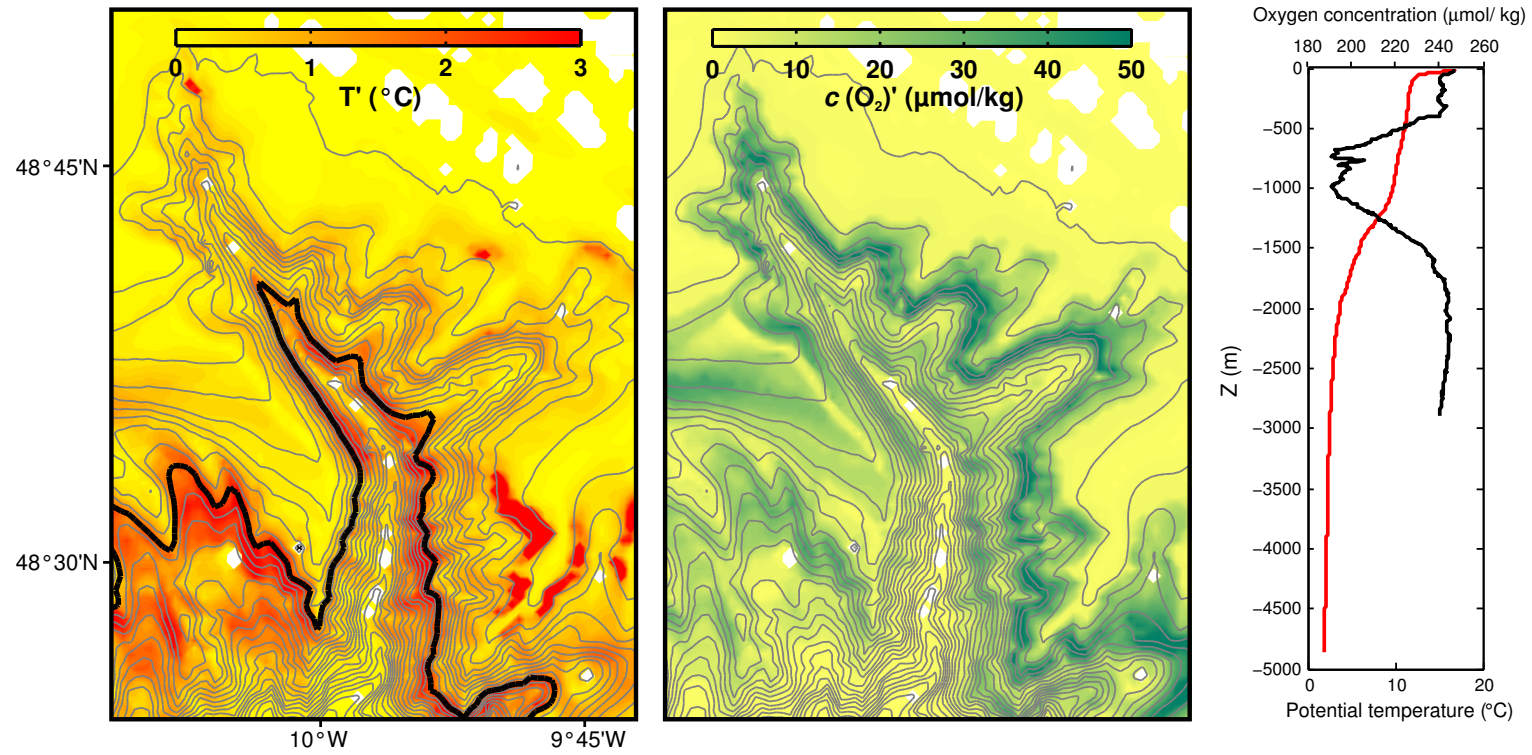 0 1 2 3
T' (°C)
48°45'N
48°30'N
10°W 9°45'W
0 10 20 30 40 50
c (O₂)' (μmol/kg)
Oxygen concentration (μmol/ kg)
180 200 220 240 260
0
−500
−1000
−1500
−2000
−2500
−3000
−3500
−4000
−4500
−5000
Z (m)
0 10 20
Potential temperature (°C)